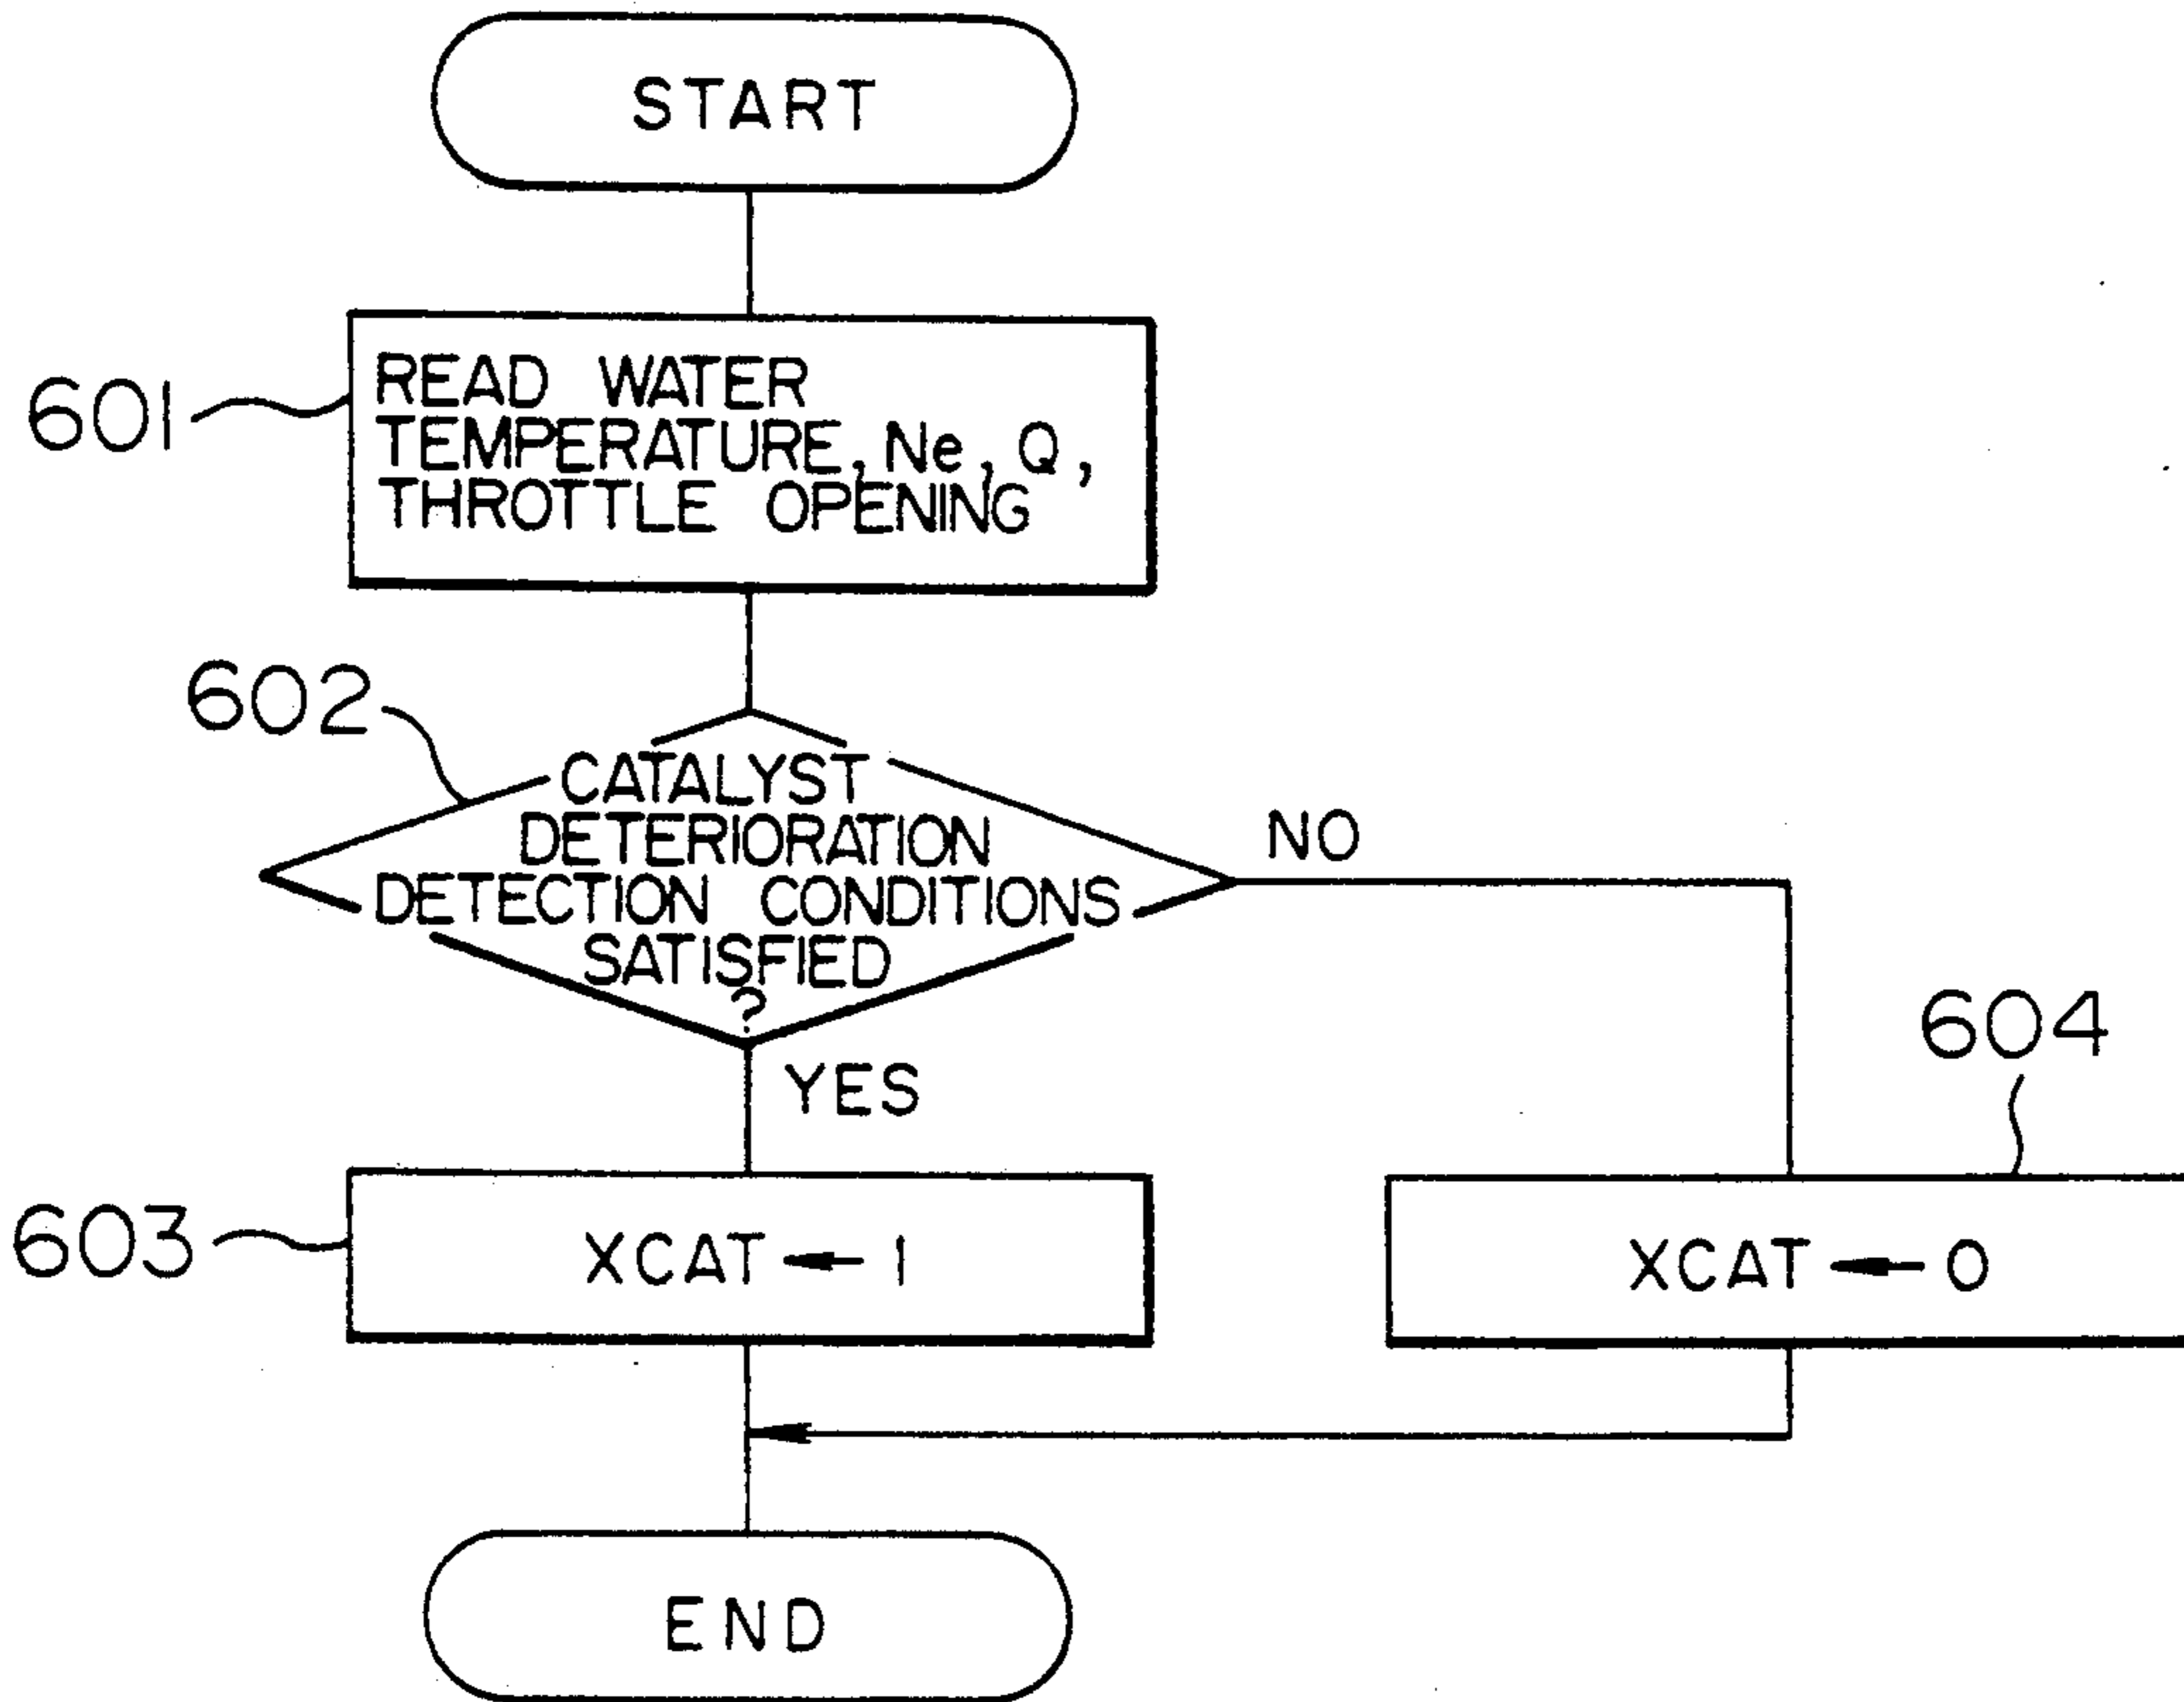 START
601
READ WATER
TEMPERATURE, Ne, Q,
THROTTLE OPENING
602
CATALYST
DETERIORATION
DETECTION CONDITIONS
SATISFIED
?
NO
YES
604
603
XCAT ← 1
XCAT ← 0
END